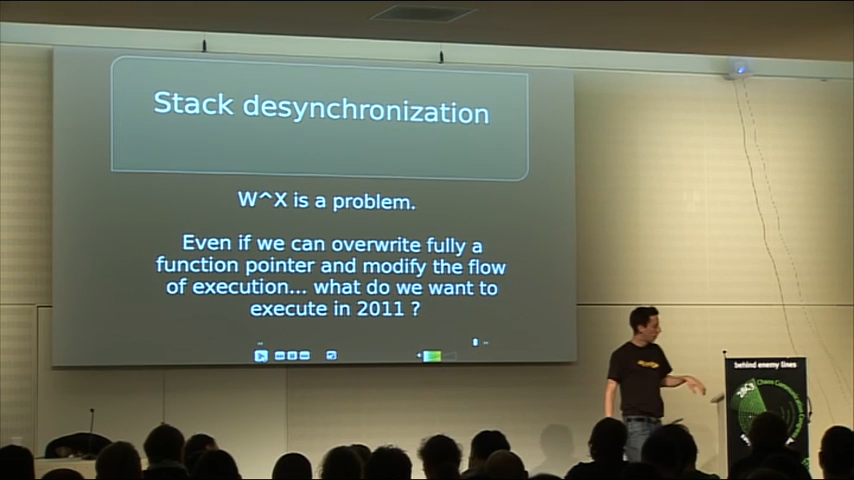 Stack desynchronization
W^X is a problem.
Even if we can overwrite fully a
function pointer and modify the flow
of execution... what do we want to
execute in 2011 ?
behind enemy lines
28C3